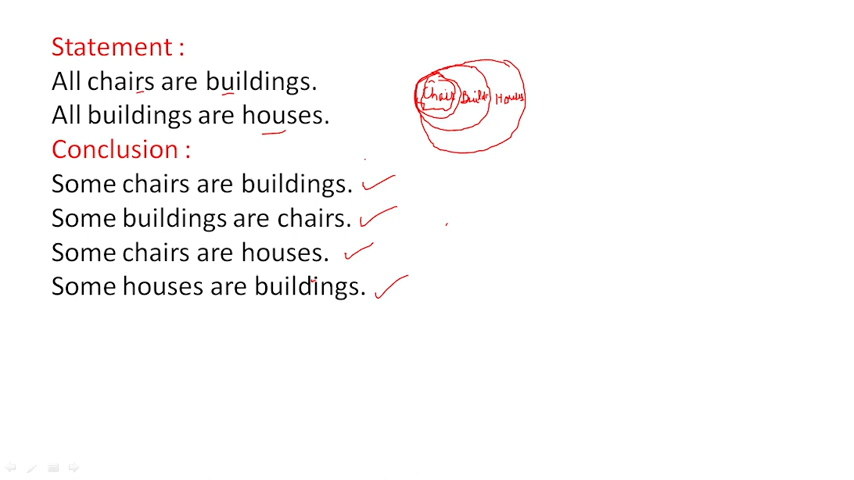 Statement :
All chairs are buildings.
All buildings are houses.
Chair Build Houses
Conclusion :
Some chairs are buildings.
Some buildings are chairs.
Some chairs are houses.
Some houses are buildings.